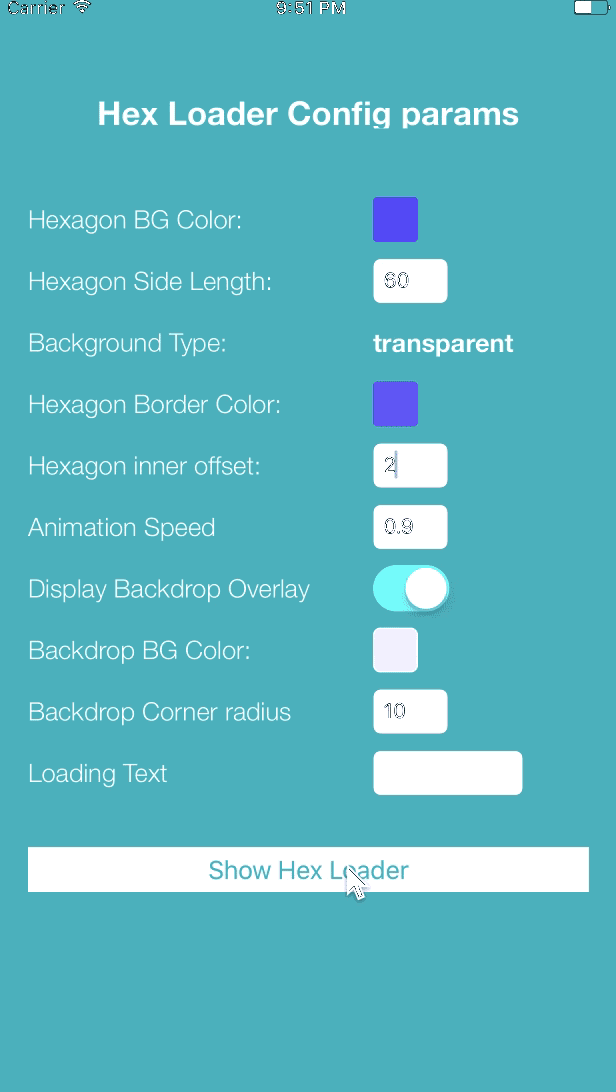 Carrier 9:51 PM
Hex Loader Config params
Hexagon BG Color:
Hexagon Side Length: 60
Background Type: transparent
Hexagon Border Color:
Hexagon inner offset: 2
Animation Speed 0.9
Display Backdrop Overlay
Backdrop BG Color:
Backdrop Corner radius 10
Loading Text
Show Hex Loader